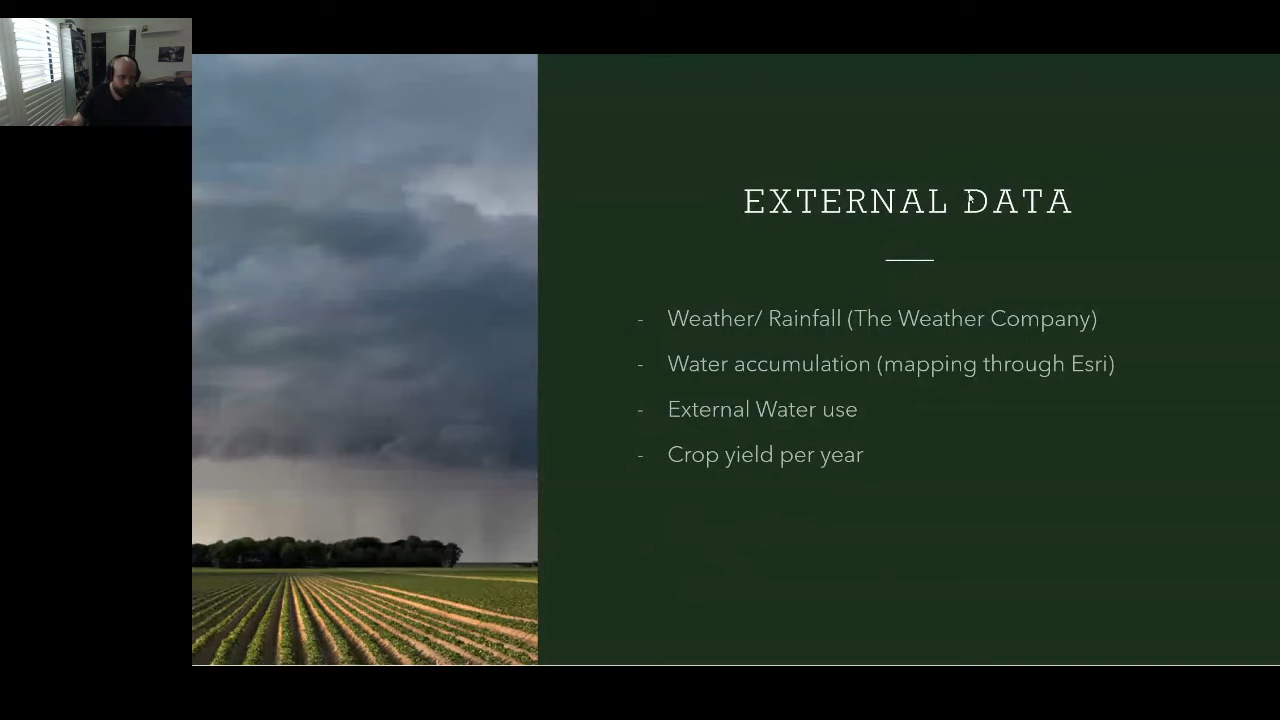 EXTERNAL DATA
- Weather/ Rainfall (The Weather Company)
- Water accumulation (mapping through Esri)
- External Water use
- Crop yield per year